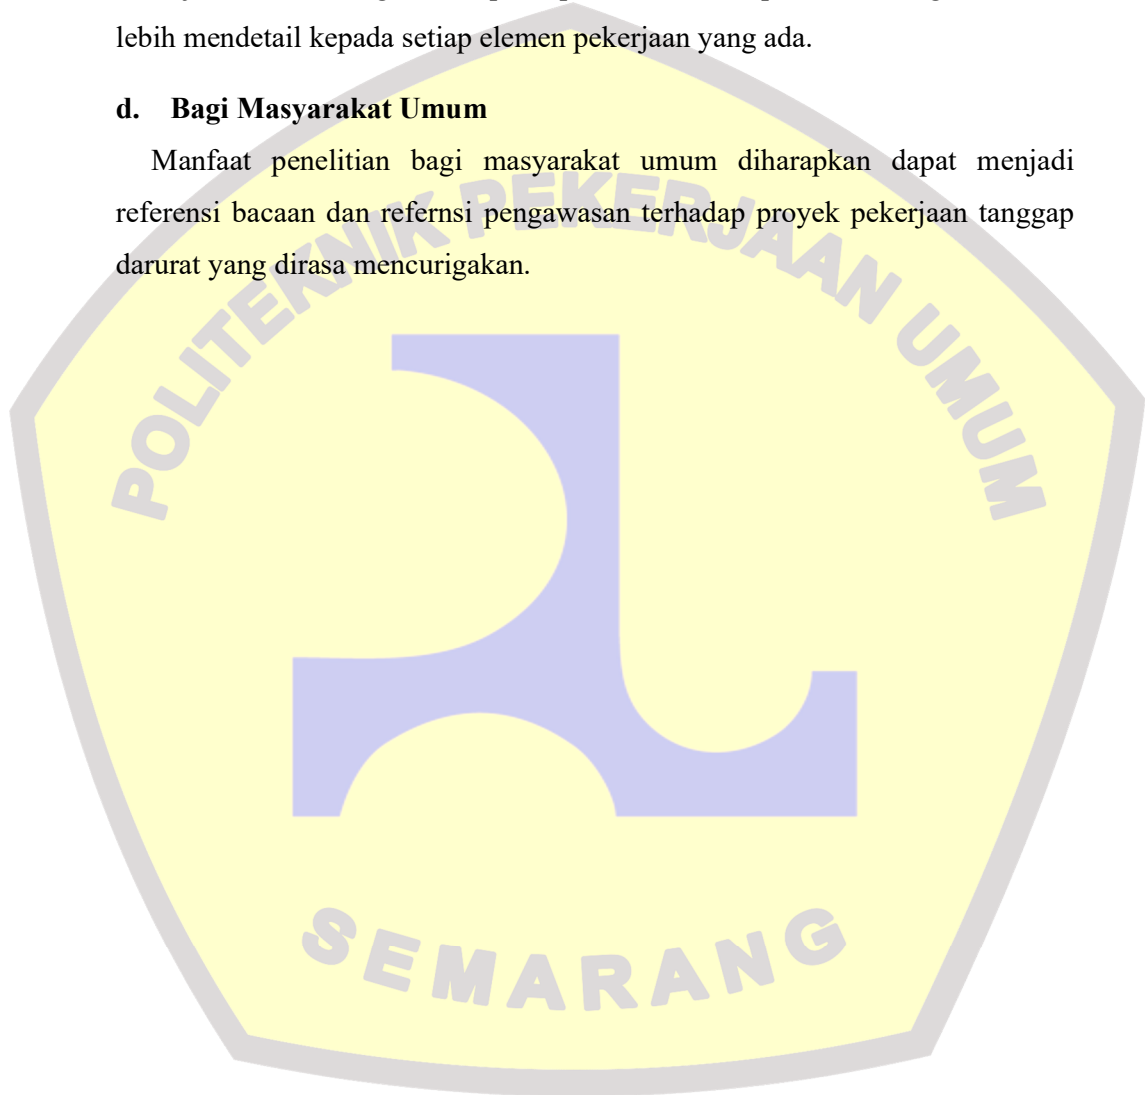 lebih mendetail kepada setiap elemen pekerjaan yang ada.
d. Bagi Masyarakat Umum
Manfaat penelitian bagi masyarakat umum diharapkan dapat menjadi
referensi bacaan dan refernsi pengawasan terhadap proyek pekerjaan tanggap
darurat yang dirasa mencurigakan.
POLITEKNIK PEKERJAAN UMUM
SEMARANG